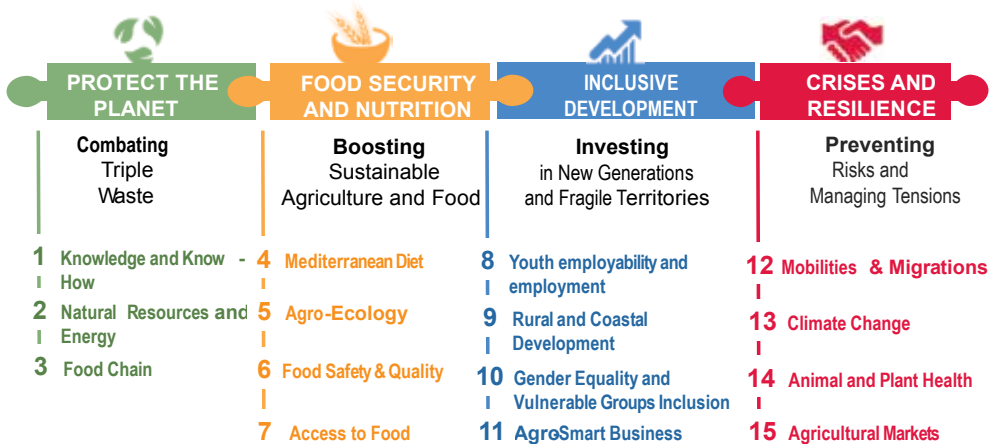 PROTECT THE
PLANET
Combating
Triple
Waste
1 Knowledge and Know -
How
2 Natural Resources and
Energy
3 Food Chain
FOOD SECURITY
AND NUTRITION
Boosting
Sustainable
Agriculture and Food
4 Mediterranean Diet
5 Agro-Ecology
6 Food Safety & Quality
7 Access to Food
INCLUSIVE
DEVELOPMENT
Investing
in New Generations
and Fragile Territories
8 Youth employability and
employment
9 Rural and Coastal
Development
10 Gender Equality and
Vulnerable Groups Inclusion
11 Agro-Smart Business
CRISES AND
RESILIENCE
Preventing
Risks and
Managing Tensions
12 Mobilities & Migrations
13 Climate Change
14 Animal and Plant Health
15 Agricultural Markets